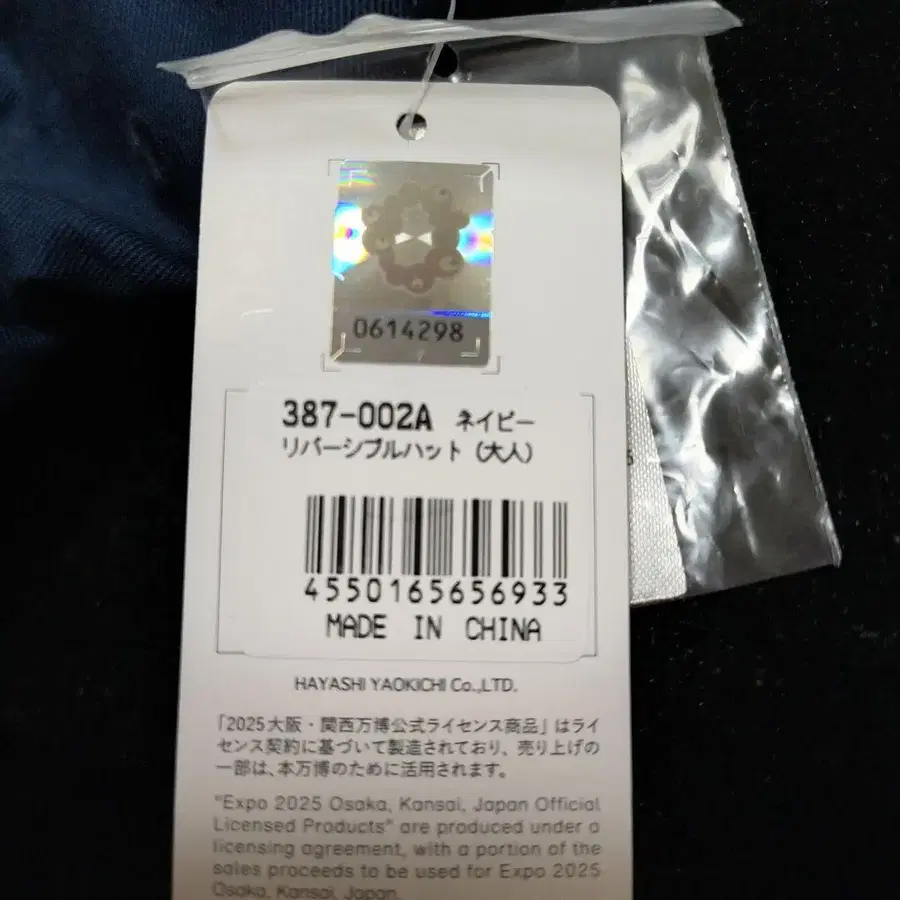 0614298
387-002A ネイビー
リバーシブルハット (大人)
4550165656933
MADE IN CHINA
HAYASHI YAOKICHI Co.,LTD.
「2025大阪・関西万博公式ライセンス商品」はライ
センス契約に基づいて製造されており、売り上げの
一部は、本万博のために活用されます。
"Expo 2025 Osaka, Kansai, Japan Official
Licensed Products" are produced under a
licensing agreement, with a portion of the
sales proceeds to be used for Expo 2025
Osaka, Kansai, Japan.